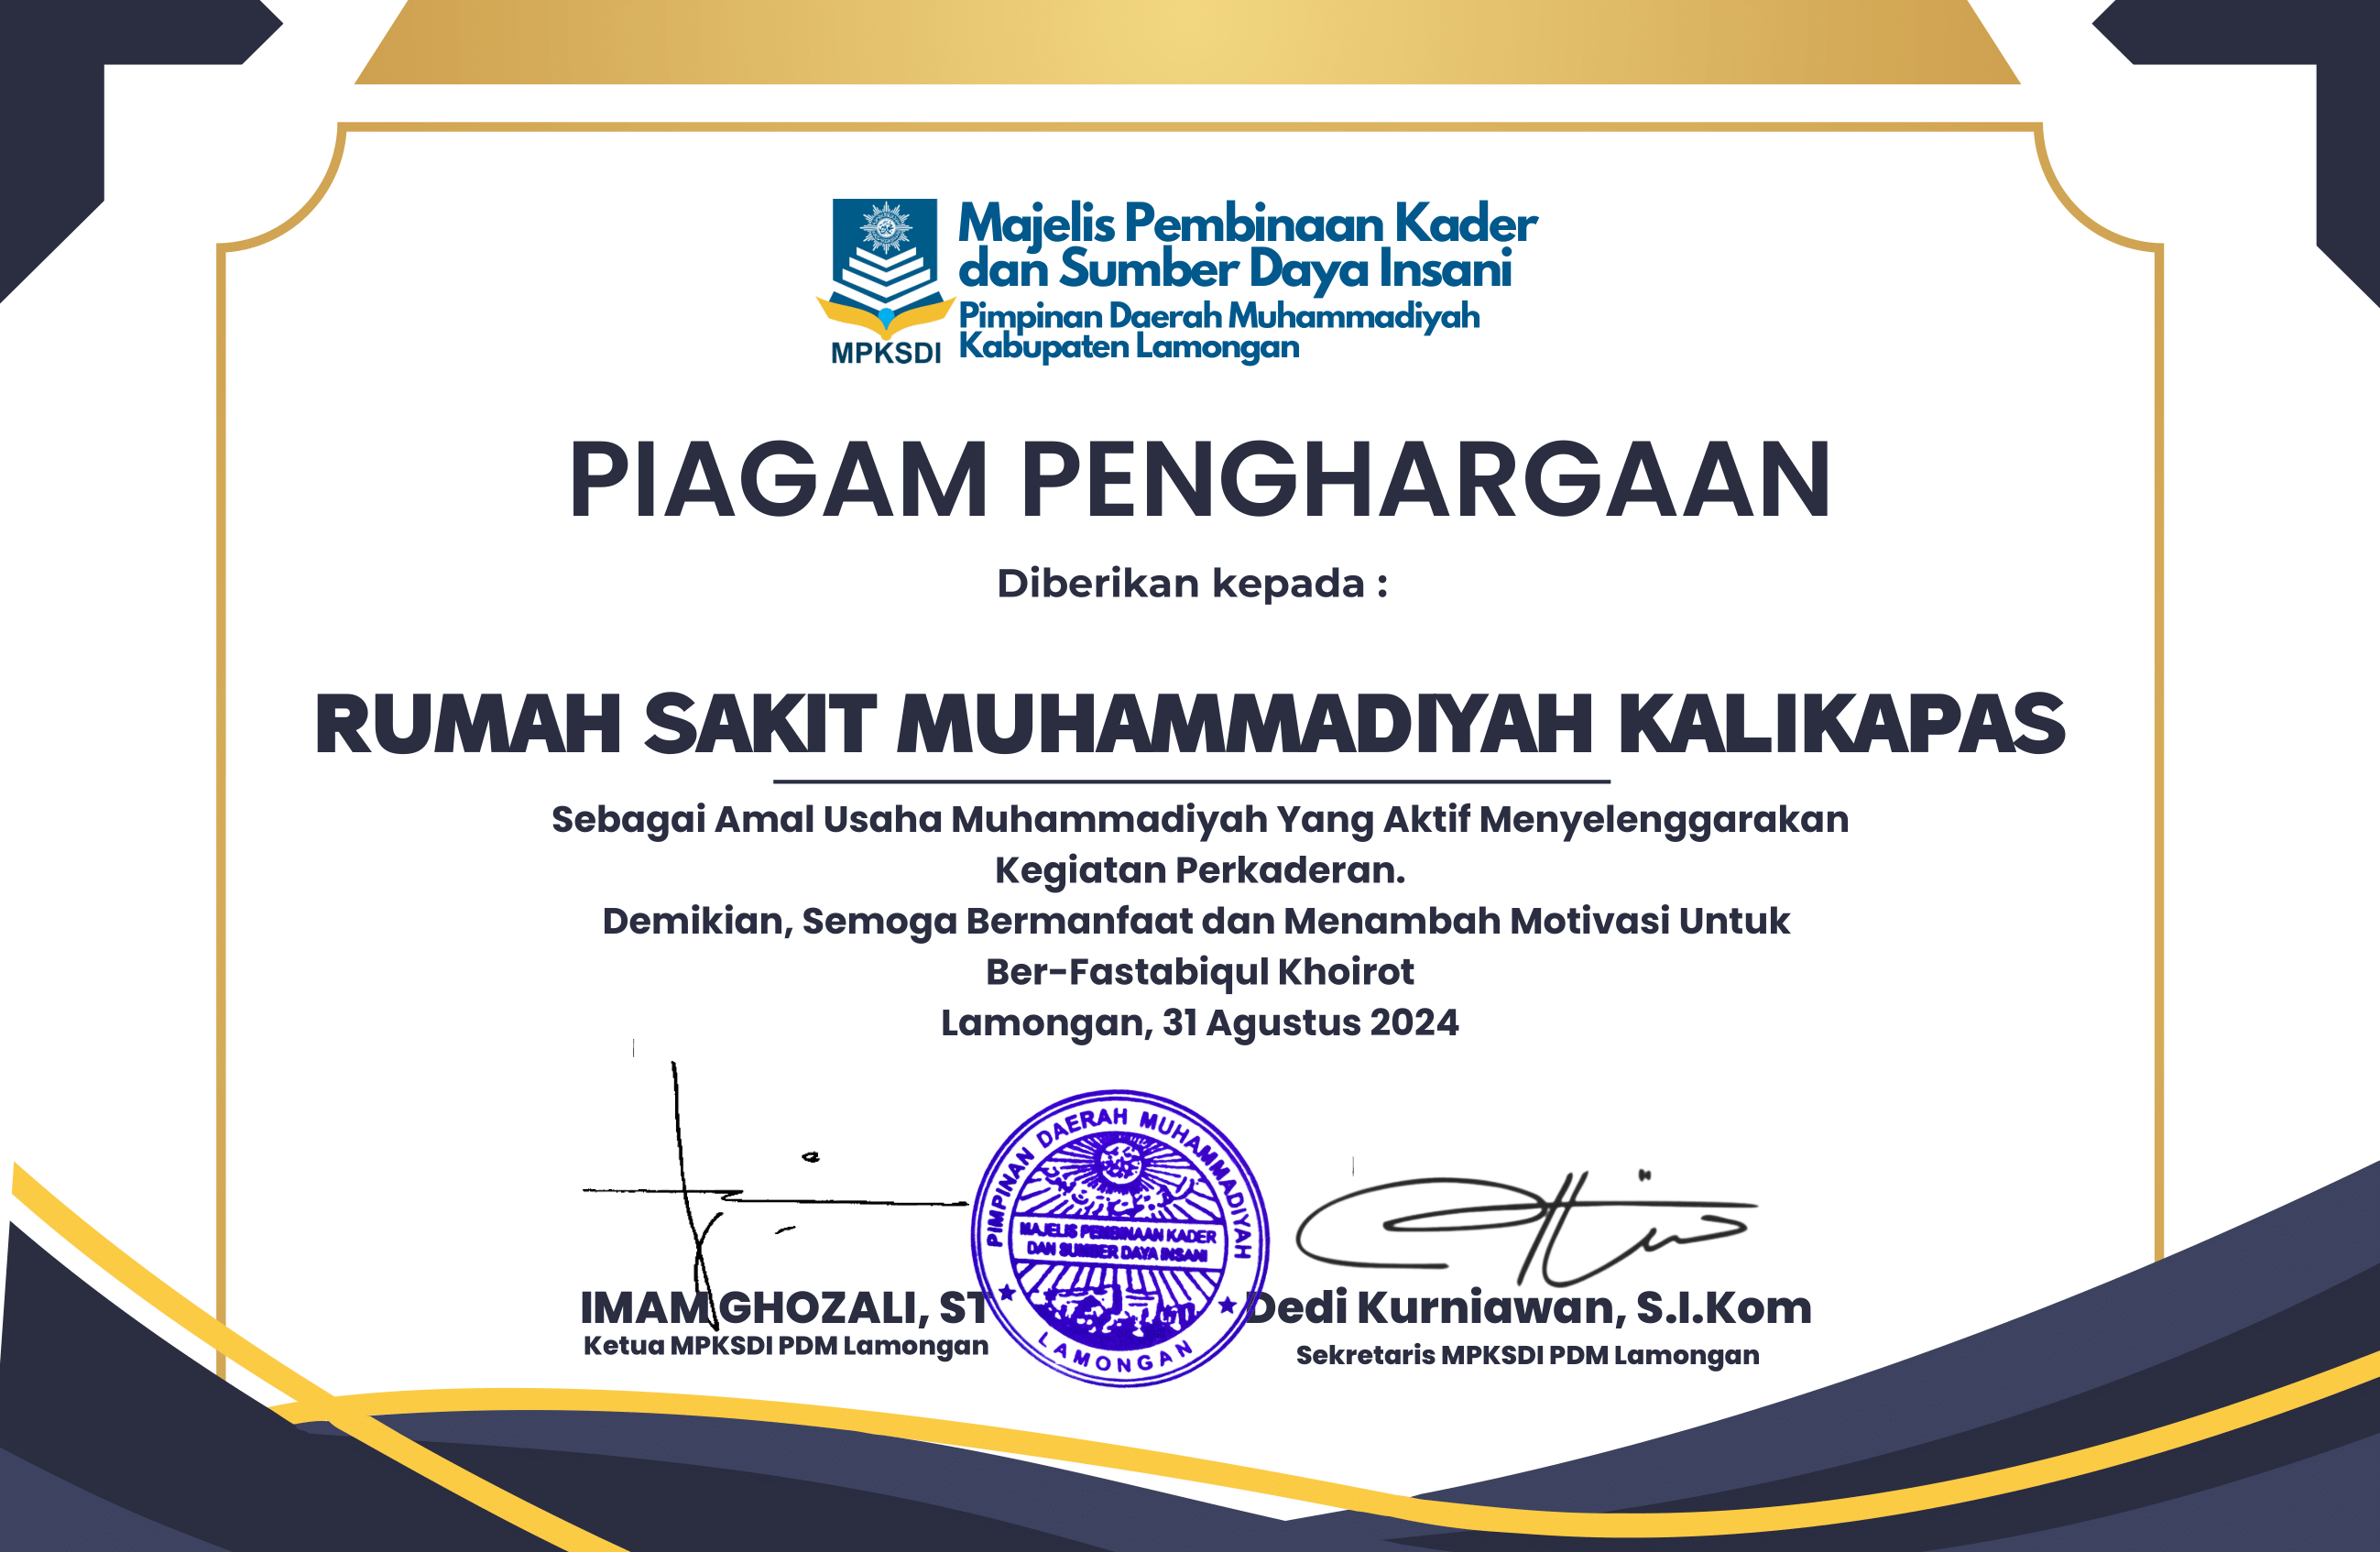 Majelis Pembinaan Kader
dan Sumber Daya Insani
Pimpinan Daerah Muhammadiyah
Kabupaten Lamongan
MPKSDI
PIAGAM PENGHARGAAN
Diberikan kepada :
RUMAH SAKIT MUHAMMADIYAH KALIKAPAS
Sebagai Amal Usaha Muhammadiyah Yang Aktif Menyelenggarakan
Kegiatan Perkaderan.
Demikian, Semoga Bermanfaat dan Menambah Motivasi Untuk
Ber-Fastabiqul Khoirot
Lamongan, 31 Agustus 2024
PIMPINAN DAERAH MUHAMMADIYAH
MAJELIS PEMBINAAN KADER
DAN SUMBER DAYA INSANI
LAMONGAN
IMAM GHOZALI, ST
Ketua MPKSDI PDM Lamongan
Dedi Kurniawan, S.I.Kom
Sekretaris MPKSDI PDM Lamongan